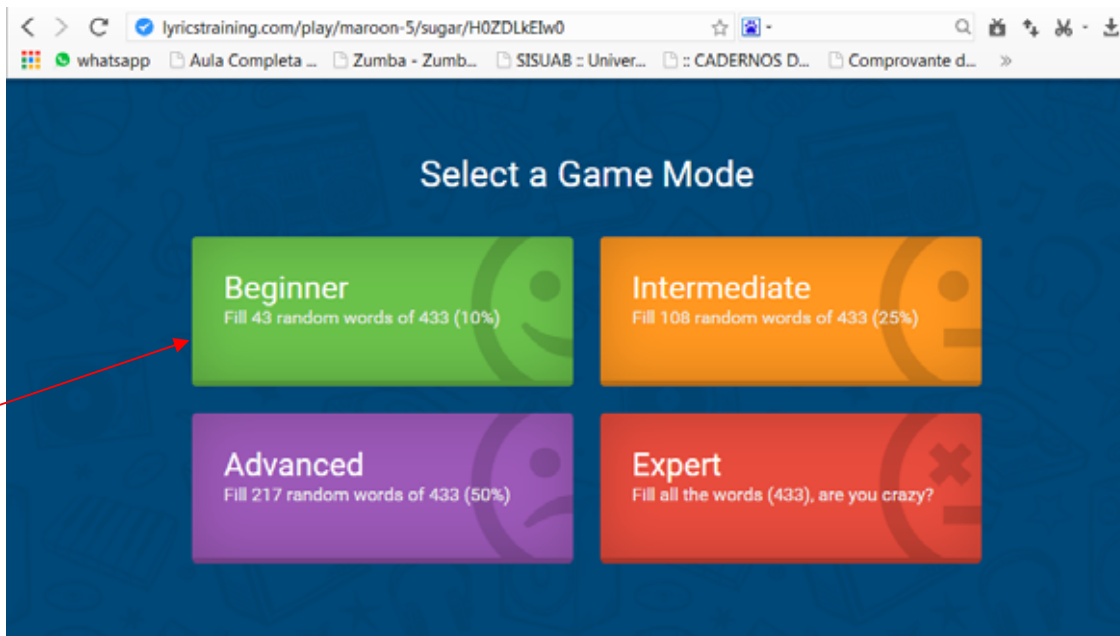 lyricstraining.com/play/maroon-5/sugar/H0ZDLkEIw0
whatsapp Aula Completa ... Zumba - Zumb... SISUAB :: Univer... :: CADERNOS D... Comprovante d... »
Select a Game Mode
Beginner
Fill 43 random words of 433 (10%)
Intermediate
Fill 108 random words of 433 (25%)
Advanced
Fill 217 random words of 433 (50%)
Expert
Fill all the words (433), are you crazy?